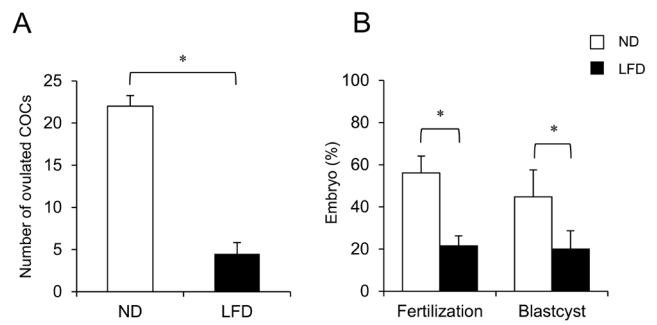 A
Number of ovulated COCs
25
20
15
10
5
0
*
ND
LFD
B
ND
LFD
Embryo (%)
100
80
60
40
20
0
*
*
Fertilization
Blastcyst